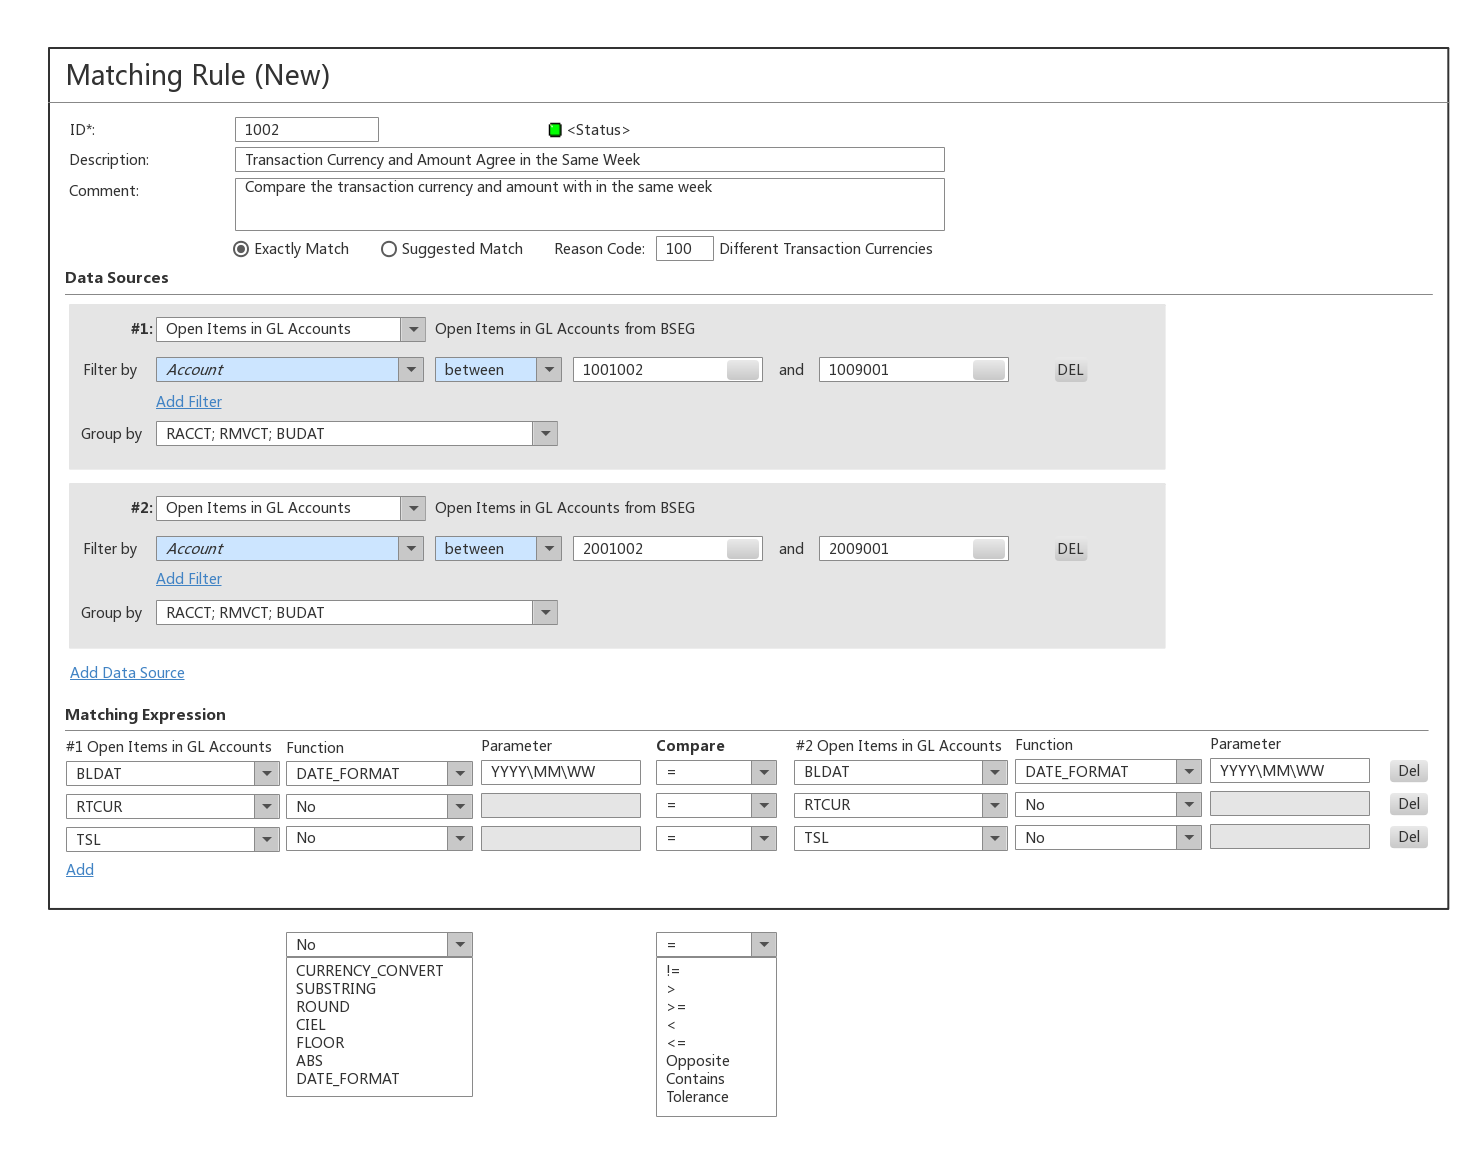 Matching Rule (New)
ID*: 1002 <Status>
Description: Transaction Currency and Amount Agree in the Same Week
Comment: Compare the transaction currency and amount with in the same week
Exactly Match Suggested Match Reason Code: 100 Different Transaction Currencies
Data Sources
#1: Open Items in GL Accounts Open Items in GL Accounts from BSEG
Filter by Account between 1001002 and 1009001 DEL
Add Filter
Group by RACCT; RMVCT; BUDAT
#2: Open Items in GL Accounts Open Items in GL Accounts from BSEG
Filter by Account between 2001002 and 2009001 DEL
Add Filter
Group by RACCT; RMVCT; BUDAT
Add Data Source
Matching Expression
#1 Open Items in GL Accounts Function Parameter Compare #2 Open Items in GL Accounts Function Parameter
BLDAT DATE_FORMAT YYYY\MM\WW = BLDAT DATE_FORMAT YYYY\MM\WW Del
RTCUR No = RTCUR No Del
TSL No = TSL No Del
Add
No =
CURRENCY_CONVERT !=
SUBSTRING >
ROUND >=
CIEL <
FLOOR <=
ABS Opposite
DATE_FORMAT Contains
Tolerance